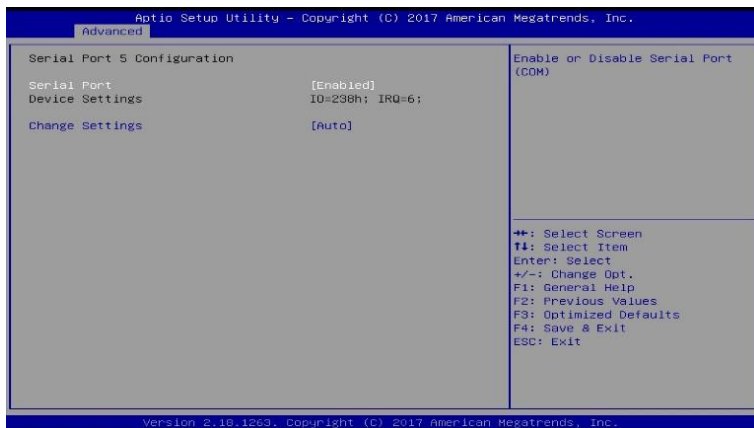 Aptio Setup Utility – Copyright (C) 2017 American Megatrends, Inc.
Advanced
Serial Port 5 Configuration
Serial Port [Enabled]
Device Settings IO=238h; IRQ=6;
Change Settings [Auto]
Enable or Disable Serial Port
(COM)
→←: Select Screen
↑↓: Select Item
Enter: Select
+/-: Change Opt.
F1: General Help
F2: Previous Values
F3: Optimized Defaults
F4: Save & Exit
ESC: Exit
Version 2.18.1263. Copyright (C) 2017 American Megatrends, Inc.